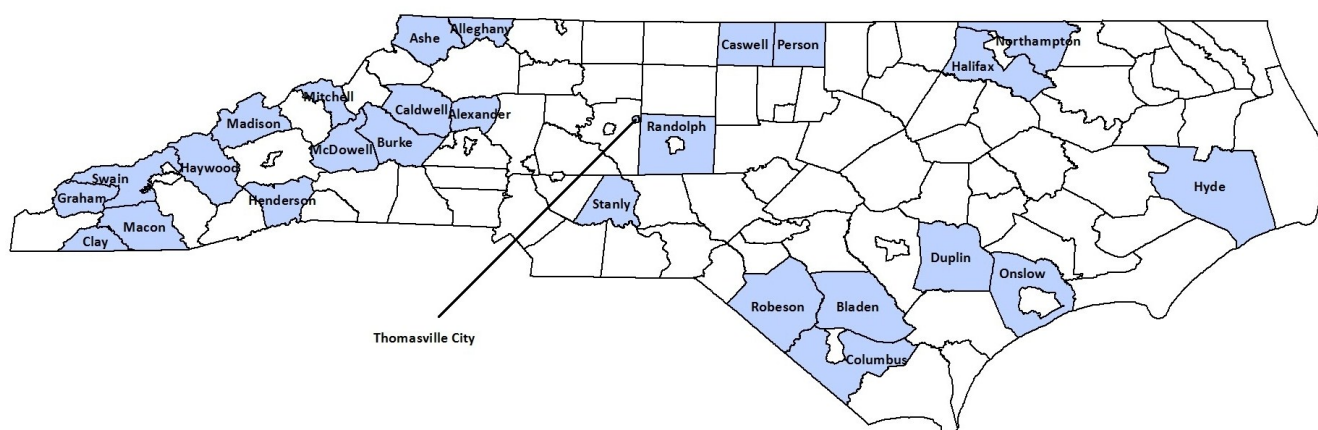 Ashe
Alleghany
Caswell
Person
Northampton
Halifax
Mitchell
Caldwell
Alexander
Madison
Randolph
McDowell
Burke
Haywood
Swain
Hyde
Graham
Henderson
Stanly
Macon
Clay
Duplin
Onslow
Robeson
Bladen
Thomasville City
Columbus